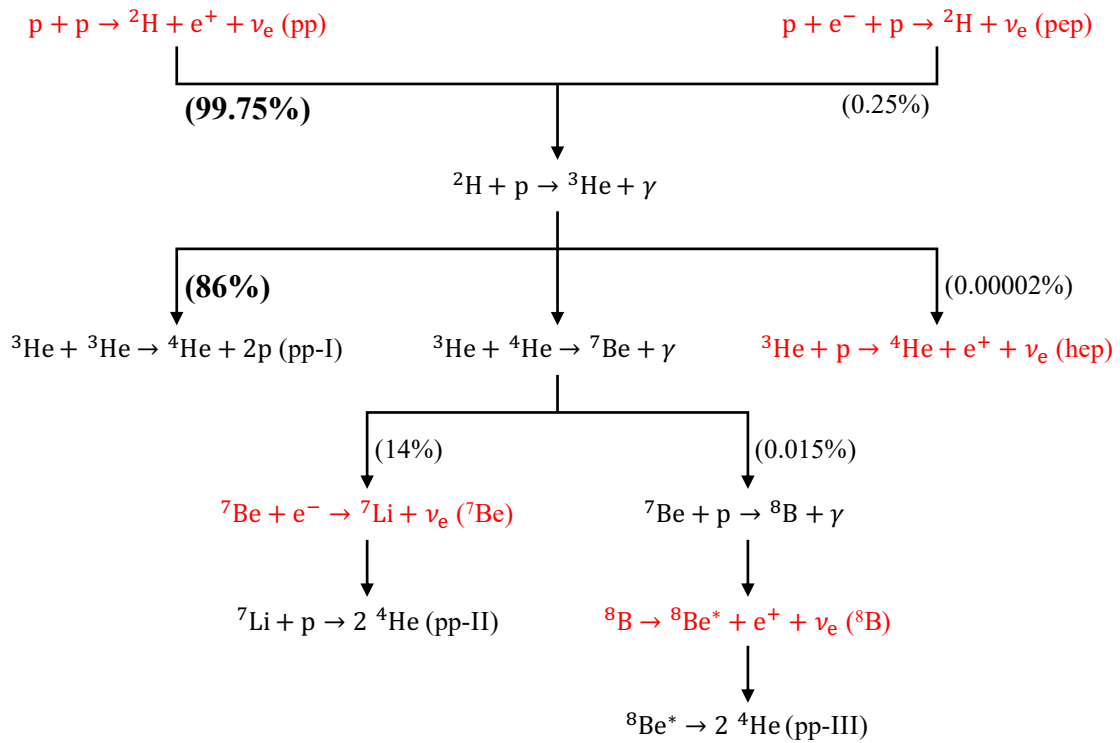 p + p → ²H + e⁺ + νₑ (pp)
p + e⁻ + p → ²H + νₑ (pep)
(99.75%)
(0.25%)
²H + p → ³He + γ
(86%)
(0.00002%)
³He + ³He → ⁴He + 2p (pp-I)
³He + ⁴He → ⁷Be + γ
³He + p → ⁴He + e⁺ + νₑ (hep)
(14%)
(0.015%)
⁷Be + e⁻ → ⁷Li + νₑ (⁷Be)
⁷Be + p → ⁸B + γ
⁷Li + p → 2 ⁴He (pp-II)
⁸B → ⁸Be* + e⁺ + νₑ (⁸B)
⁸Be* → 2 ⁴He (pp-III)